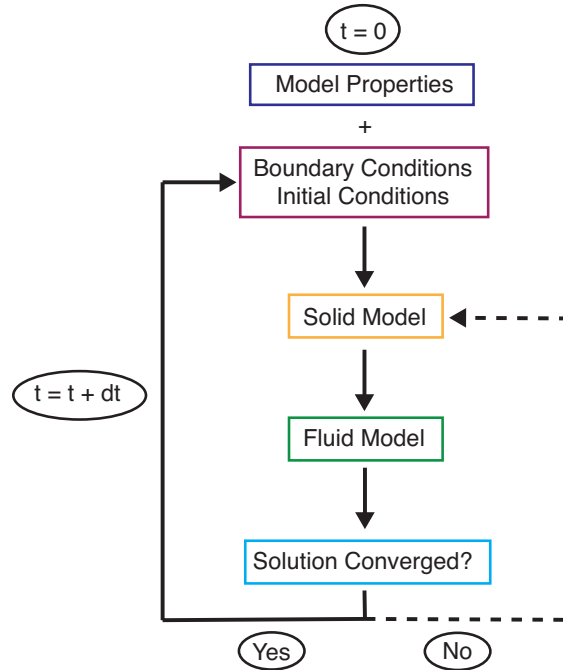 t = 0
Model Properties
+
Boundary Conditions
Initial Conditions
Solid Model
t = t + dt
Fluid Model
Solution Converged?
Yes
No